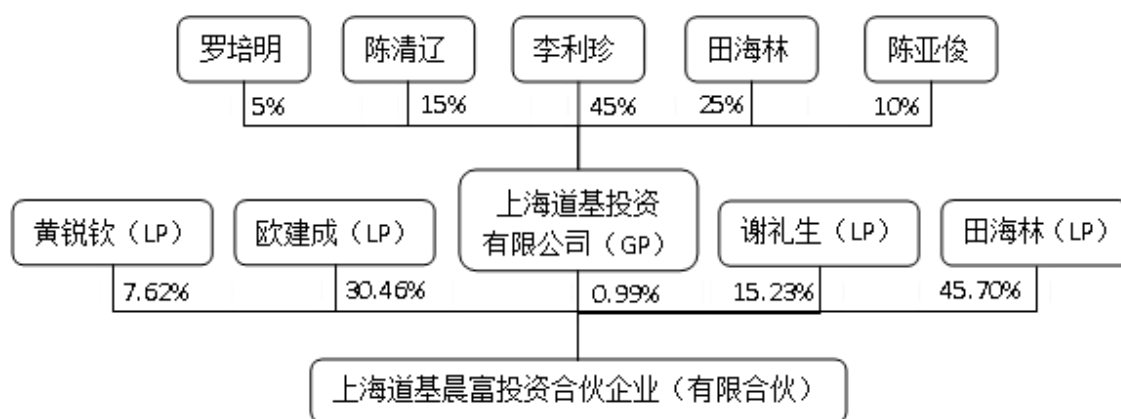 罗培明
陈清辽
李利珍
田海林
陈亚俊
5%
15%
45%
25%
10%
黄锐钦（LP）
欧建成（LP）
上海道基投资
有限公司（GP）
谢礼生（LP）
田海林（LP）
7.62%
30.46%
0.99%
15.23%
45.70%
上海道基晨富投资合伙企业（有限合伙）